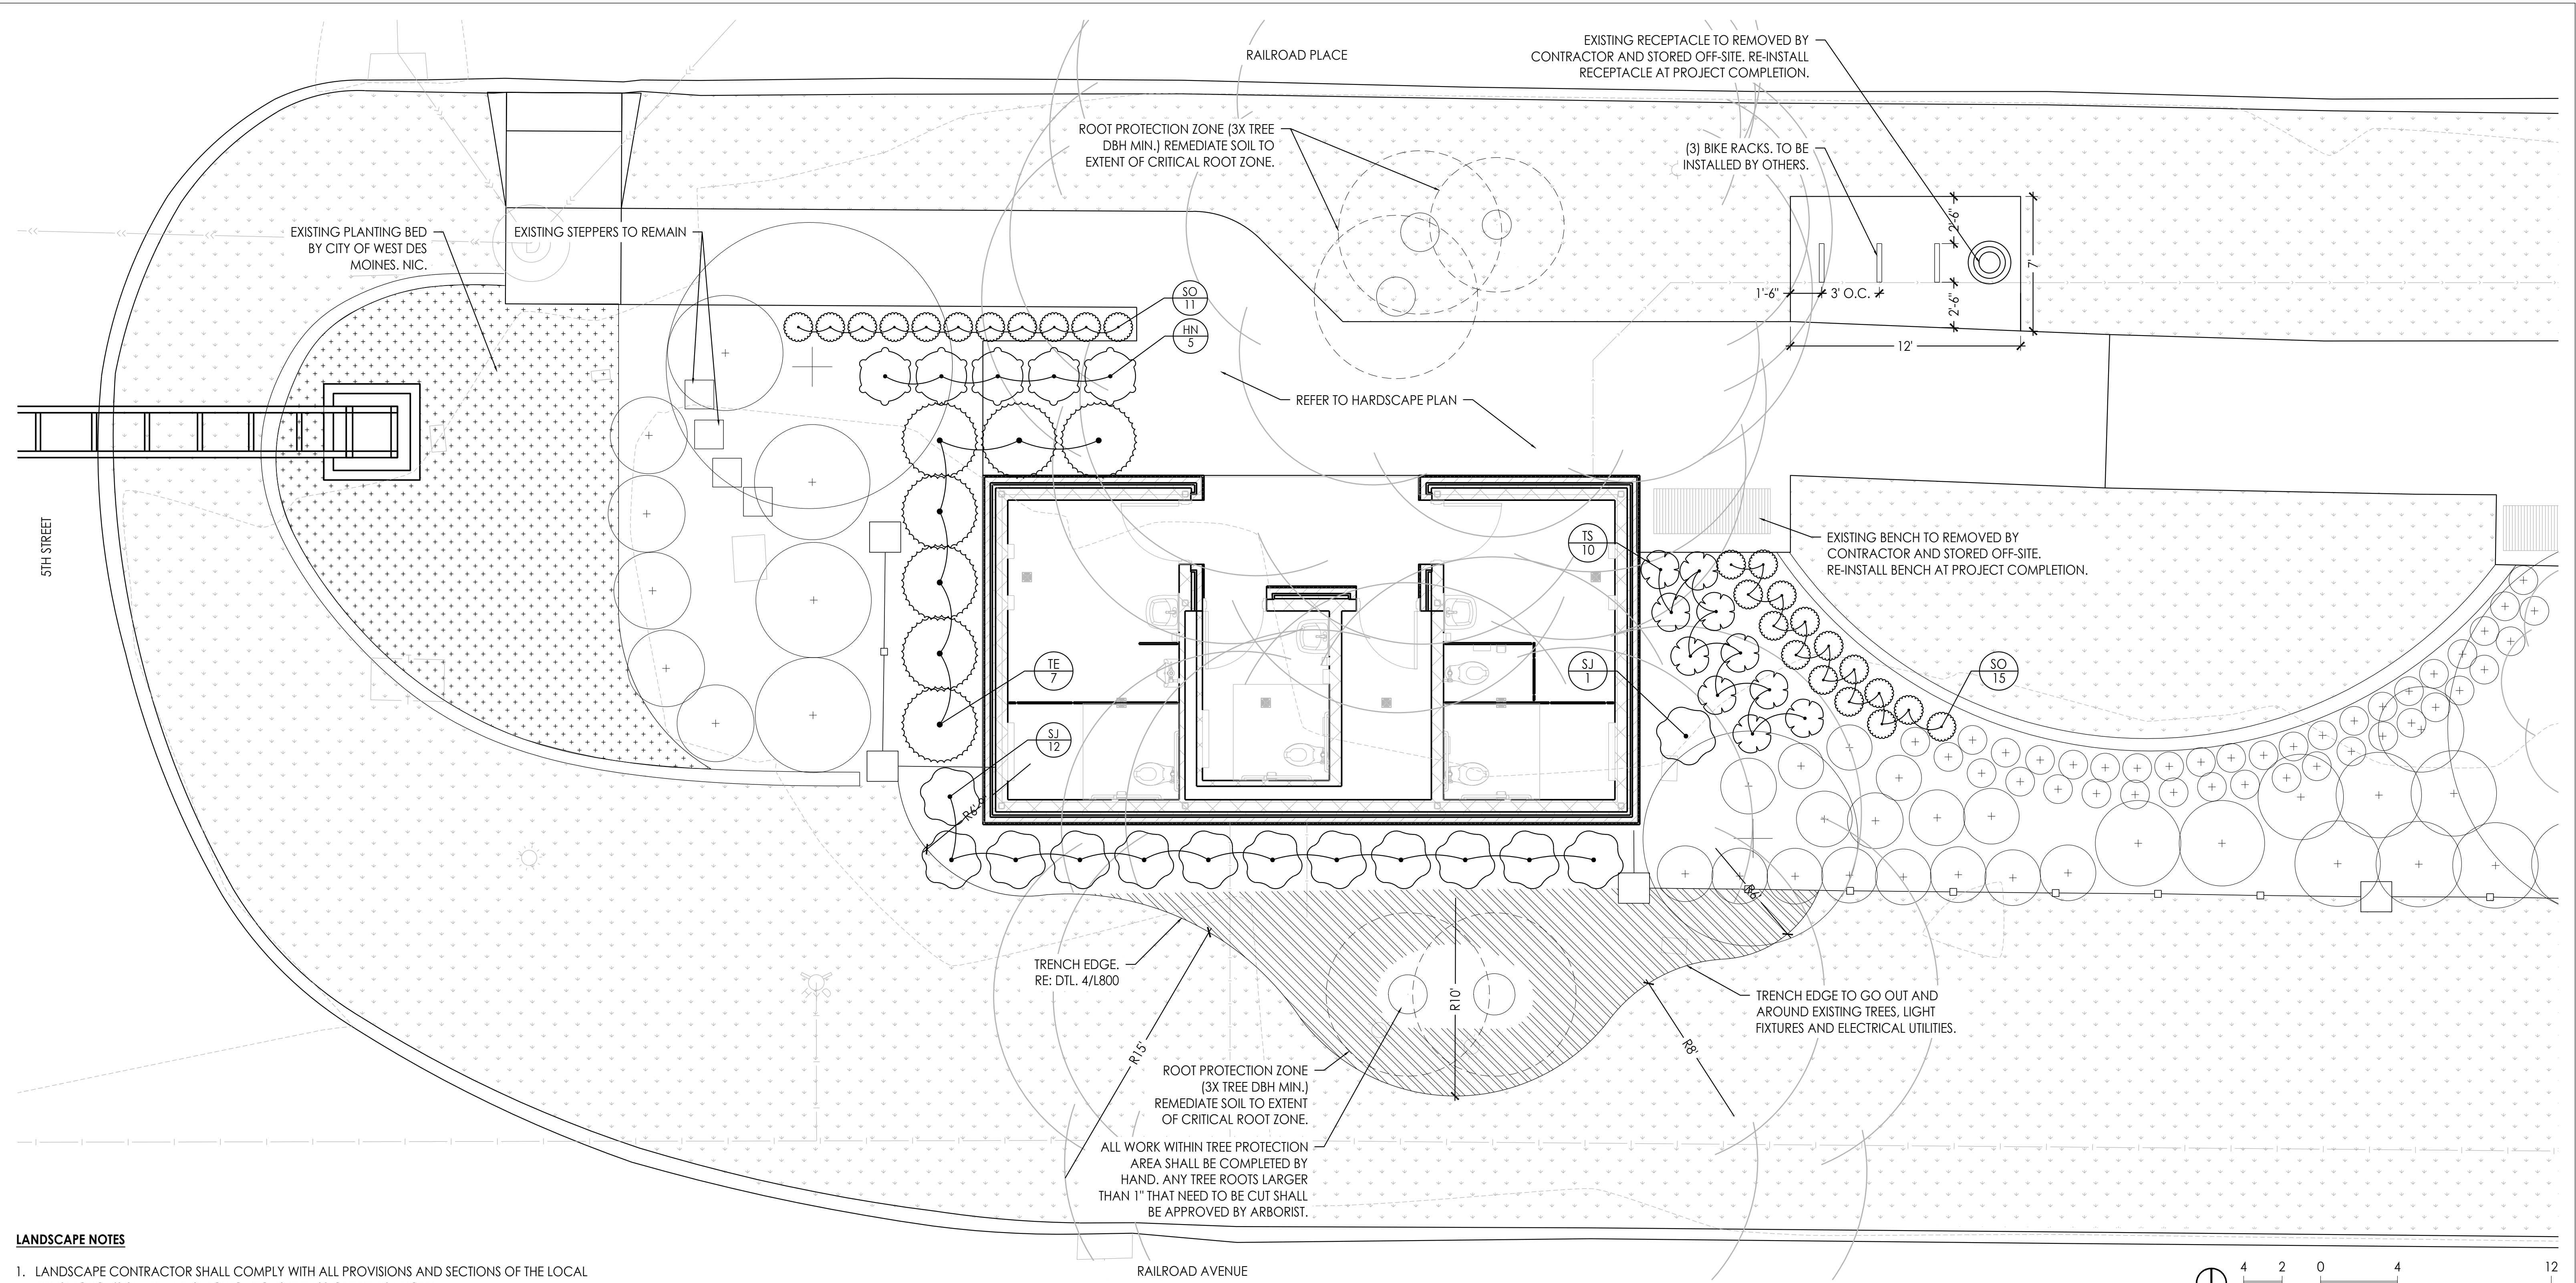 RAILROAD PLACE
EXISTING RECEPTACLE TO REMOVED BY
CONTRACTOR AND STORED OFF-SITE. RE-INSTALL
RECEPTACLE AT PROJECT COMPLETION.
ROOT PROTECTION ZONE (3X TREE
DBH MIN.) REMEDIATE SOIL TO
EXTENT OF CRITICAL ROOT ZONE.
(3) BIKE RACKS. TO BE
INSTALLED BY OTHERS.
EXISTING PLANTING BED
BY CITY OF WEST DES
MOINES. NIC.
EXISTING STEPPERS TO REMAIN
2'-6"
7'
1'-6"
3' O.C.
2'-6"
12'
SO
11
HN
5
REFER TO HARDSCAPE PLAN
5TH STREET
TS
10
EXISTING BENCH TO REMOVED BY
CONTRACTOR AND STORED OFF-SITE.
RE-INSTALL BENCH AT PROJECT COMPLETION.
TE
7
SJ
1
SO
15
SJ
12
TRENCH EDGE.
RE: DTL. 4/L800
R10'
R15'
R8'
TRENCH EDGE TO GO OUT AND
AROUND EXISTING TREES, LIGHT
FIXTURES AND ELECTRICAL UTILITIES.
ROOT PROTECTION ZONE
(3X TREE DBH MIN.)
REMEDIATE SOIL TO EXTENT
OF CRITICAL ROOT ZONE.
ALL WORK WITHIN TREE PROTECTION
AREA SHALL BE COMPLETED BY
HAND. ANY TREE ROOTS LARGER
THAN 1" THAT NEED TO BE CUT SHALL
BE APPROVED BY ARBORIST.
RAILROAD AVENUE
LANDSCAPE NOTES
1. LANDSCAPE CONTRACTOR SHALL COMPLY WITH ALL PROVISIONS AND SECTIONS OF THE LOCAL
4 2 0 4 12